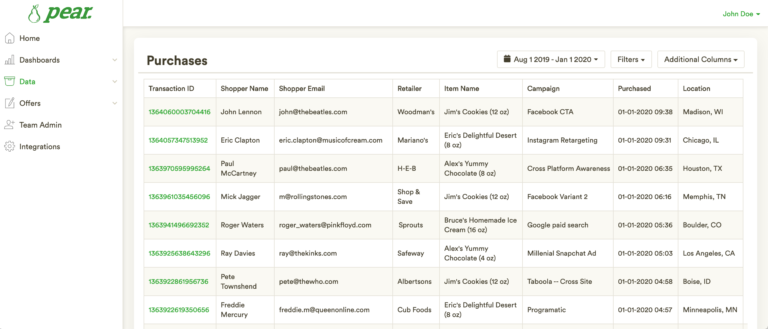 pear.
John Doe
Home
Dashboards
Data
Offers
Team Admin
Integrations
Purchases
Aug 1 2019 - Jan 1 2020
Filters
Additional Columns
Transaction ID Shopper Name Shopper Email Retailer Item Name Campaign Purchased Location
1364060003704416 John Lennon john@thebeatles.com Woodman's Jim's Cookies (12 oz) Facebook CTA 01-01-2020 09:38 Madison, WI
1364057347513952 Eric Clapton eric.clapton@musicofcream.com Mariano's Eric's Delightful Desert (8 oz) Instagram Retargeting 01-01-2020 09:31 Chicago, IL
1363970595995264 Paul McCartney paul@thebeatles.com H-E-B Alex's Yummy Chocolate (8 oz) Cross Platform Awareness 01-01-2020 06:35 Houston, TX
1363961035456096 Mick Jagger m@rollingstones.com Shop & Save Jim's Cookies (12 oz) Facebook Variant 2 01-01-2020 06:16 Memphis, TN
1363941496692352 Roger Waters roger_waters@pinkfloyd.com Sprouts Bruce's Homemade Ice Cream (16 oz) Google paid search 01-01-2020 05:36 Boulder, CO
1363925638643296 Ray Davies ray@thekinks.com Safeway Alex's Yummy Chocolate (4 oz) Millenial Snapchat Ad 01-01-2020 05:03 Los Angeles, CA
1363922861956736 Pete Townshend pete@thewho.com Albertsons Jim's Cookies (12 oz) Taboola -- Cross Site 01-01-2020 04:58 Boise, ID
1363922619350656 Freddie Mercury freddie.m@queenonline.com Cub Foods Eric's Delightful Desert (8 oz) Programatic 01-01-2020 04:57 Minneapolis, MN